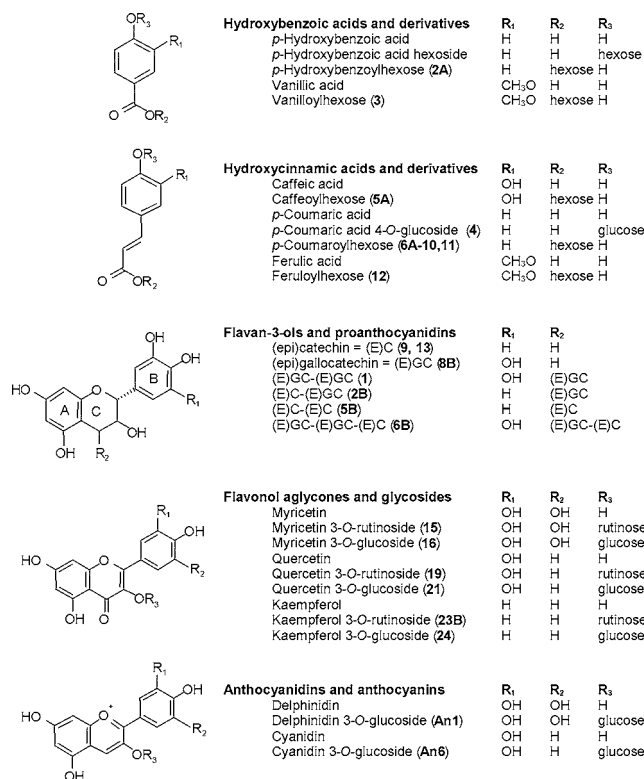 Hydroxybenzoic acids and derivatives R₁ R₂ R₃
p-Hydroxybenzoic acid H H H
p-Hydroxybenzoic acid hexoside H H hexose
p-Hydroxybenzoylhexose (2A) H hexose H
Vanillic acid CH₃O H H
Vanilloylhexose (3) CH₃O hexose H
OR₃
R₁
O
OR₂
Hydroxycinnamic acids and derivatives R₁ R₂ R₃
Caffeic acid OH H H
Caffeoylhexose (5A) OH hexose H
p-Coumaric acid H H H
p-Coumaric acid 4-O-glucoside (4) H H glucose
p-Coumaroylhexose (6A-10,11) H hexose H
Ferulic acid CH₃O H H
Feruloylhexose (12) CH₃O hexose H
OR₃
R₁
O
OR₂
Flavan-3-ols and proanthocyanidins R₁ R₂
(epi)catechin = (E)C (9, 13) H H
(epi)gallocatechin = (E)GC (8B) OH H
(E)GC-(E)GC (1) OH (E)GC
(E)C-(E)GC (2B) H (E)GC
(E)C-(E)C (5B) H (E)C
(E)GC-(E)GC-(E)C (6B) OH (E)GC-(E)C
OH
OH
B
HO
O
R₁
A C
OH
OH R₂
Flavonol aglycones and glycosides R₁ R₂ R₃
Myricetin OH OH H
Myricetin 3-O-rutinoside (15) OH OH rutinose
Myricetin 3-O-glucoside (16) OH OH glucose
Quercetin OH H H
Quercetin 3-O-rutinoside (19) OH H rutinose
Quercetin 3-O-glucoside (21) OH H glucose
Kaempferol H H H
Kaempferol 3-O-rutinoside (23B) H H rutinose
Kaempferol 3-O-glucoside (24) H H glucose
R₁
OH
HO
O
R₂
OR₃
OH O
Anthocyanidins and anthocyanins R₁ R₂ R₃
Delphinidin OH OH H
Delphinidin 3-O-glucoside (An1) OH OH glucose
Cyanidin OH H H
Cyanidin 3-O-glucoside (An6) OH H glucose
R₁
OH
HO
O⁺
R₂
OR₃
OH